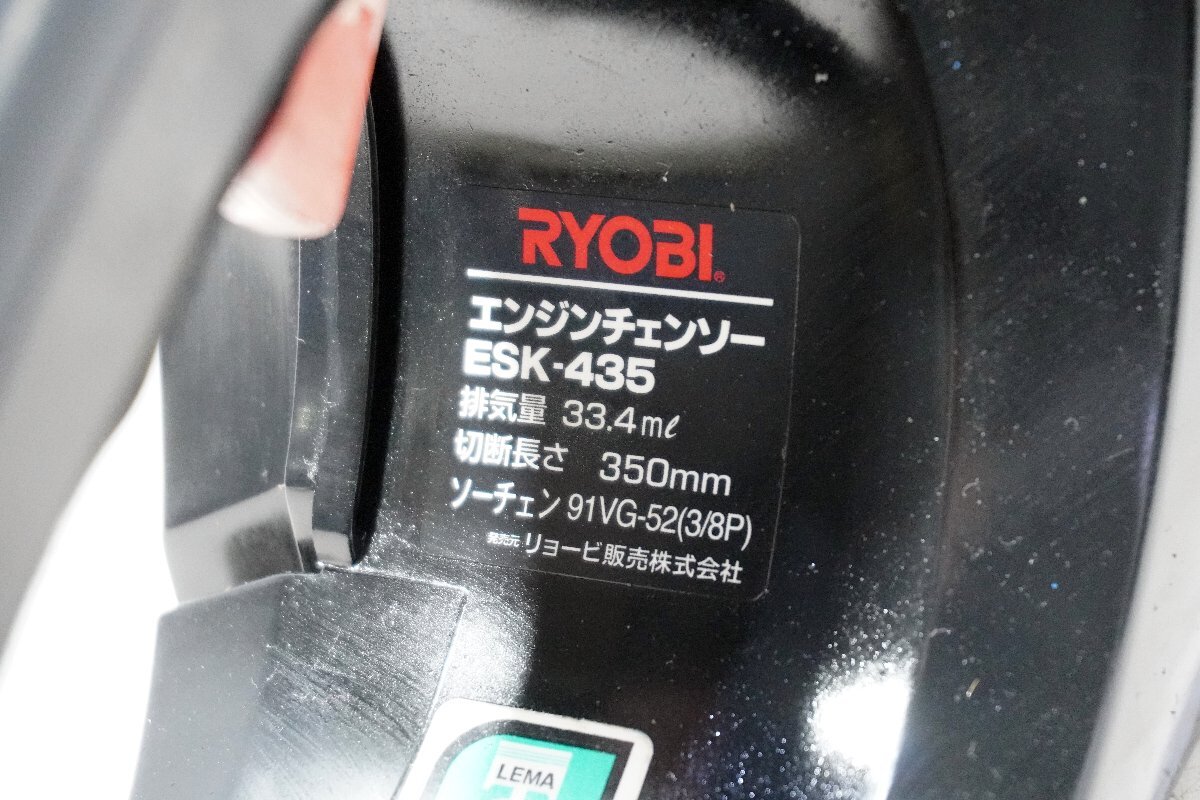 RYOBI®
エンジンチェンソー
ESK-435
排気量 33.4mℓ
切断長さ 350mm
ソーチェン 91VG-52(3/8P)
発売元 リョービ販売株式会社
LEMA